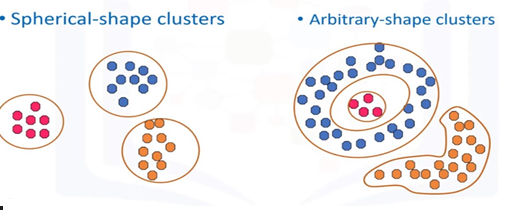 • Spherical-shape clusters
• Arbitrary-shape clusters